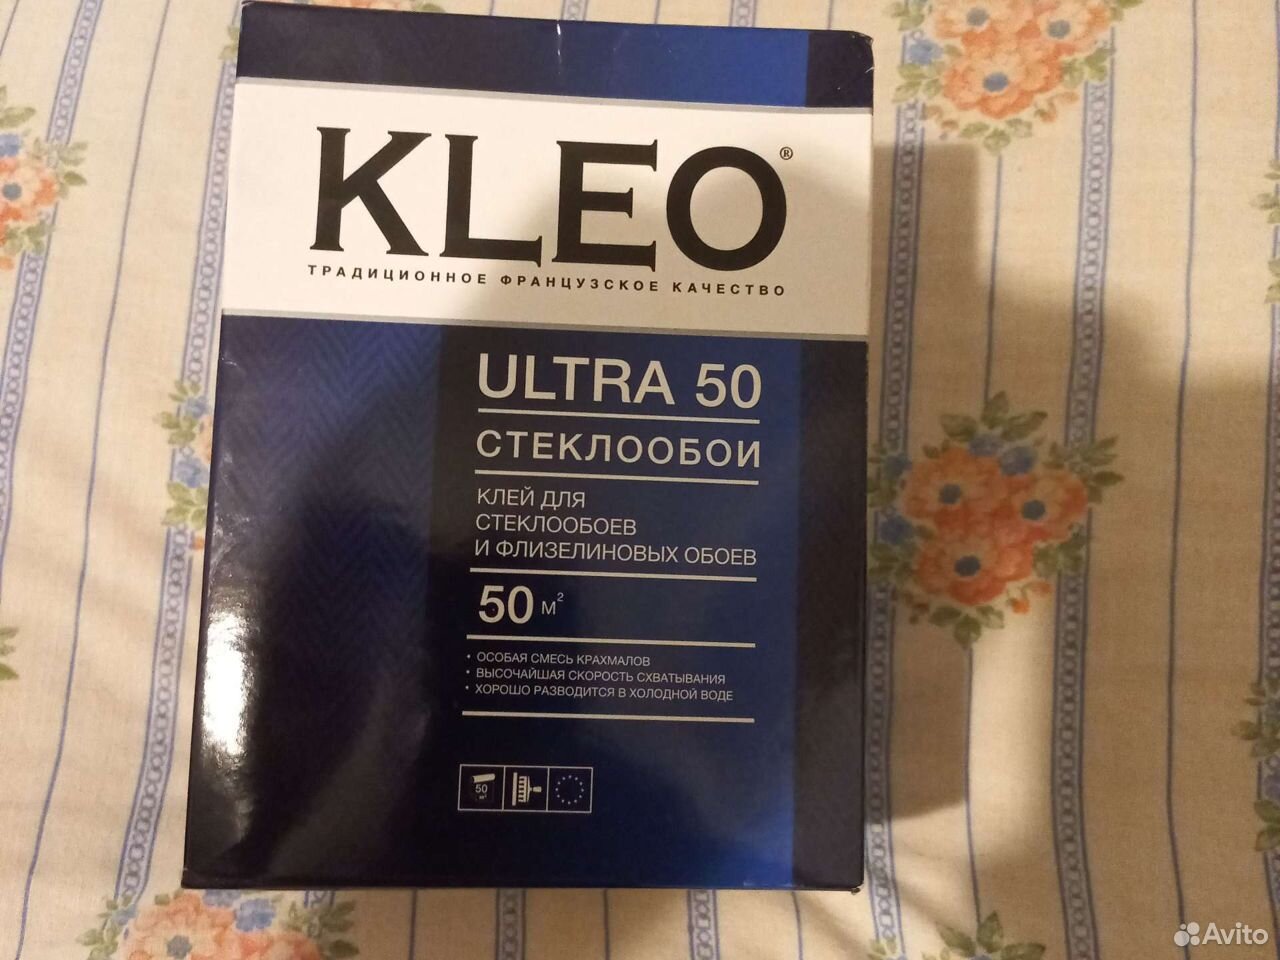 KLEO®
ТРАДИЦИОННОЕ ФРАНЦУЗСКОЕ КАЧЕСТВО
ULTRA 50
СТЕКЛООБОИ
КЛЕЙ ДЛЯ
СТЕКЛООБОЕВ
И ФЛИЗЕЛИНОВЫХ ОБОЕВ
50 м²
• ОСОБАЯ СМЕСЬ КРАХМАЛОВ
• ВЫСОЧАЙШАЯ СКОРОСТЬ СХВАТЫВАНИЯ
• ХОРОШО РАЗВОДИТСЯ В ХОЛОДНОЙ ВОДЕ
50
м²
Avito